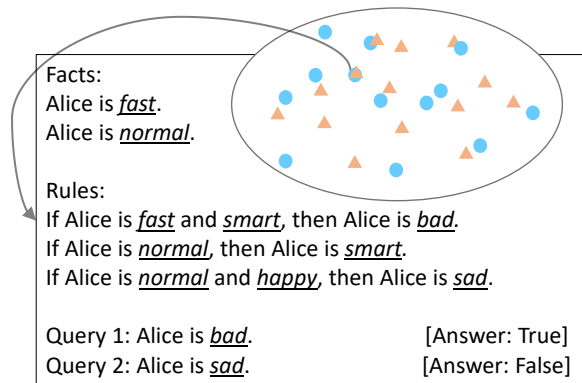 Facts:
Alice is fast.
Alice is normal.
Rules:
If Alice is fast and smart, then Alice is bad.
If Alice is normal, then Alice is smart.
If Alice is normal and happy, then Alice is sad.
Query 1: Alice is bad. [Answer: True]
Query 2: Alice is sad. [Answer: False]